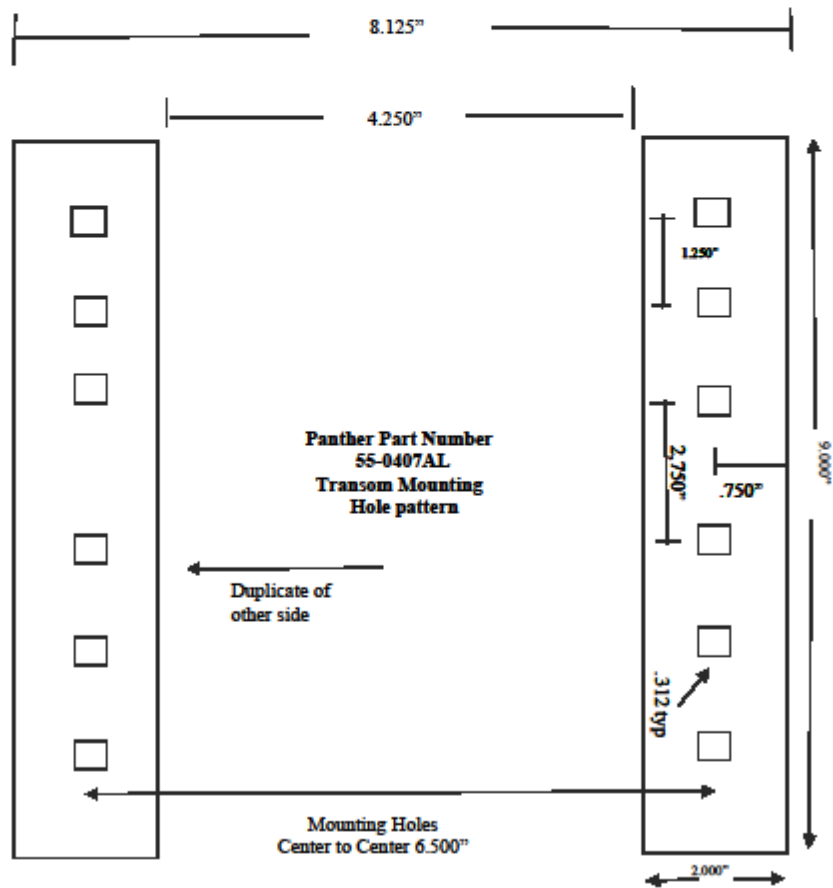 8.125”
4.250”
1.250”
Panther Part Number
55-0407AL
Transom Mounting
Hole pattern
2.750”
.750”
9.000”
Duplicate of
other side
.312 typ
Mounting Holes
Center to Center 6.500”
2.000”